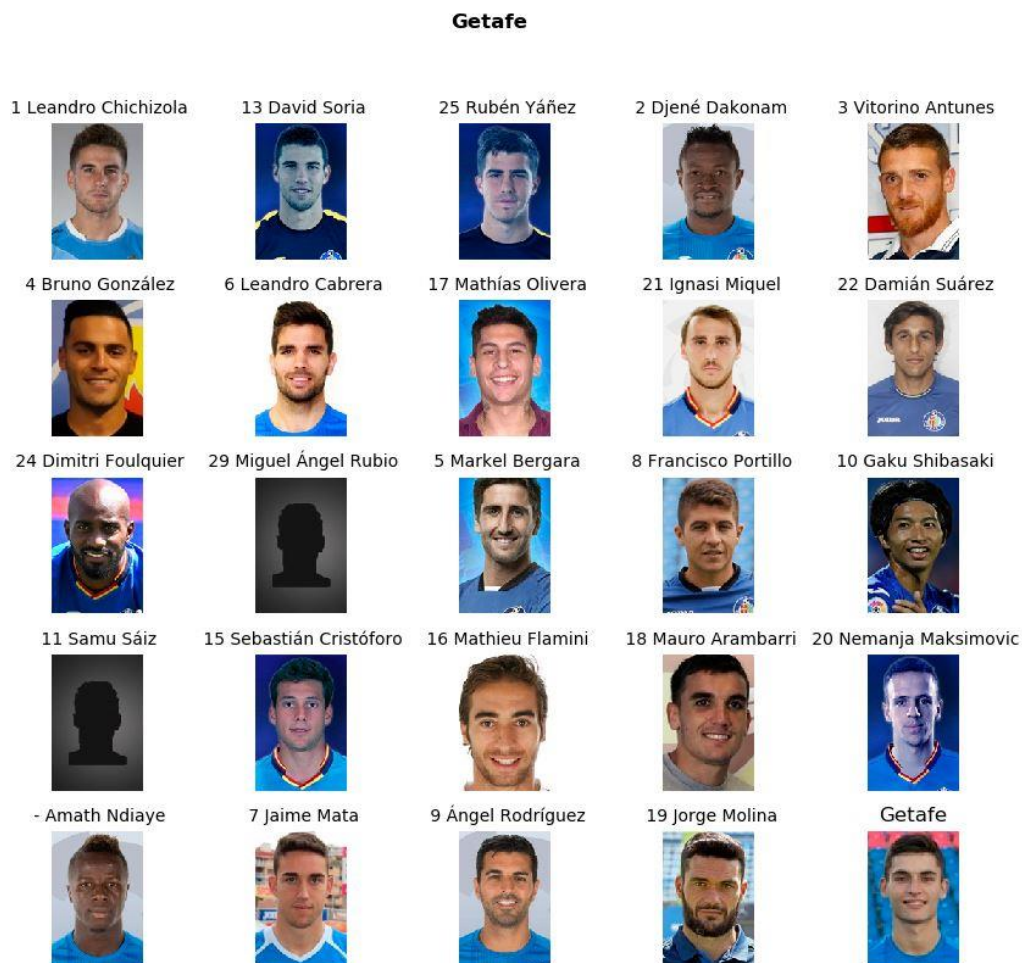 Getafe
1 Leandro Chichizola
13 David Soria
25 Rubén Yáñez
2 Djené Dakonam
3 Vitorino Antunes
4 Bruno González
6 Leandro Cabrera
17 Mathías Olivera
21 Ignasi Miquel
22 Damián Suárez
24 Dimitri Foulquier
29 Miguel Ángel Rubio
5 Markel Bergara
8 Francisco Portillo
10 Gaku Shibasaki
11 Samu Sáiz
15 Sebastián Cristóforo
16 Mathieu Flamini
18 Mauro Arambarri
20 Nemanja Maksimovic
- Amath Ndiaye
7 Jaime Mata
9 Ángel Rodríguez
19 Jorge Molina
Getafe